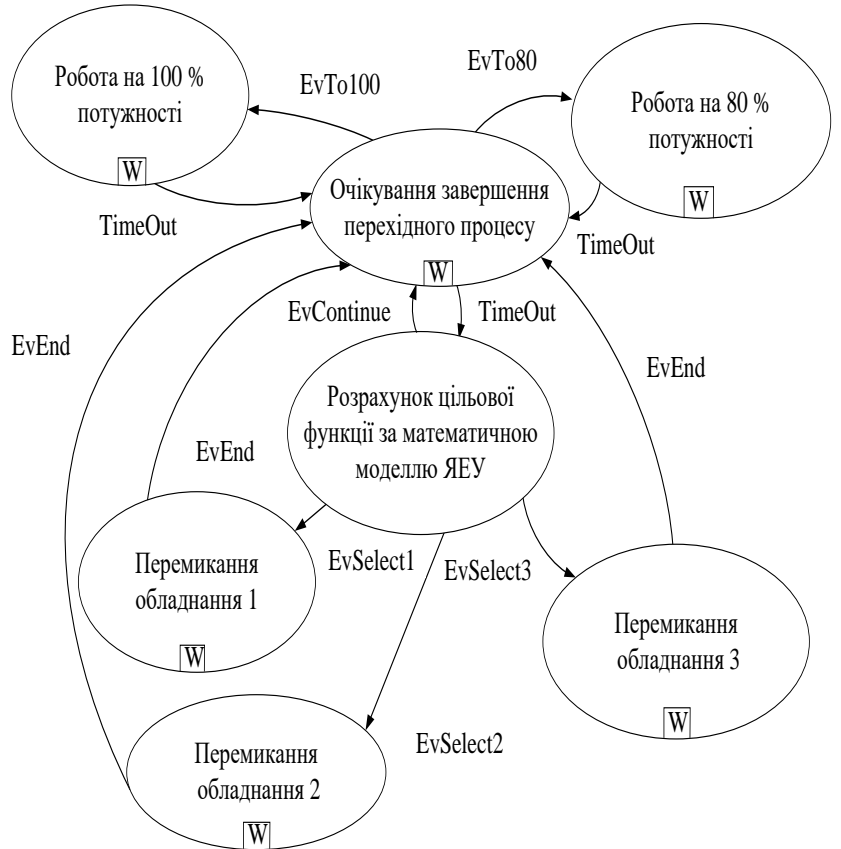 Робота на 100 %
потужності
W
EvTo100
EvTo80
Робота на 80 %
потужності
W
TimeOut
Очікування завершення
перехідного процесу
W
TimeOut
EvContinue
TimeOut
EvEnd
EvEnd
Розрахунок цільової
функції за математичною
моделлю ЯЕУ
EvEnd
Перемикання
обладнання 1
W
EvSelect1
EvSelect3
Перемикання
обладнання 3
W
EvSelect2
Перемикання
обладнання 2
W